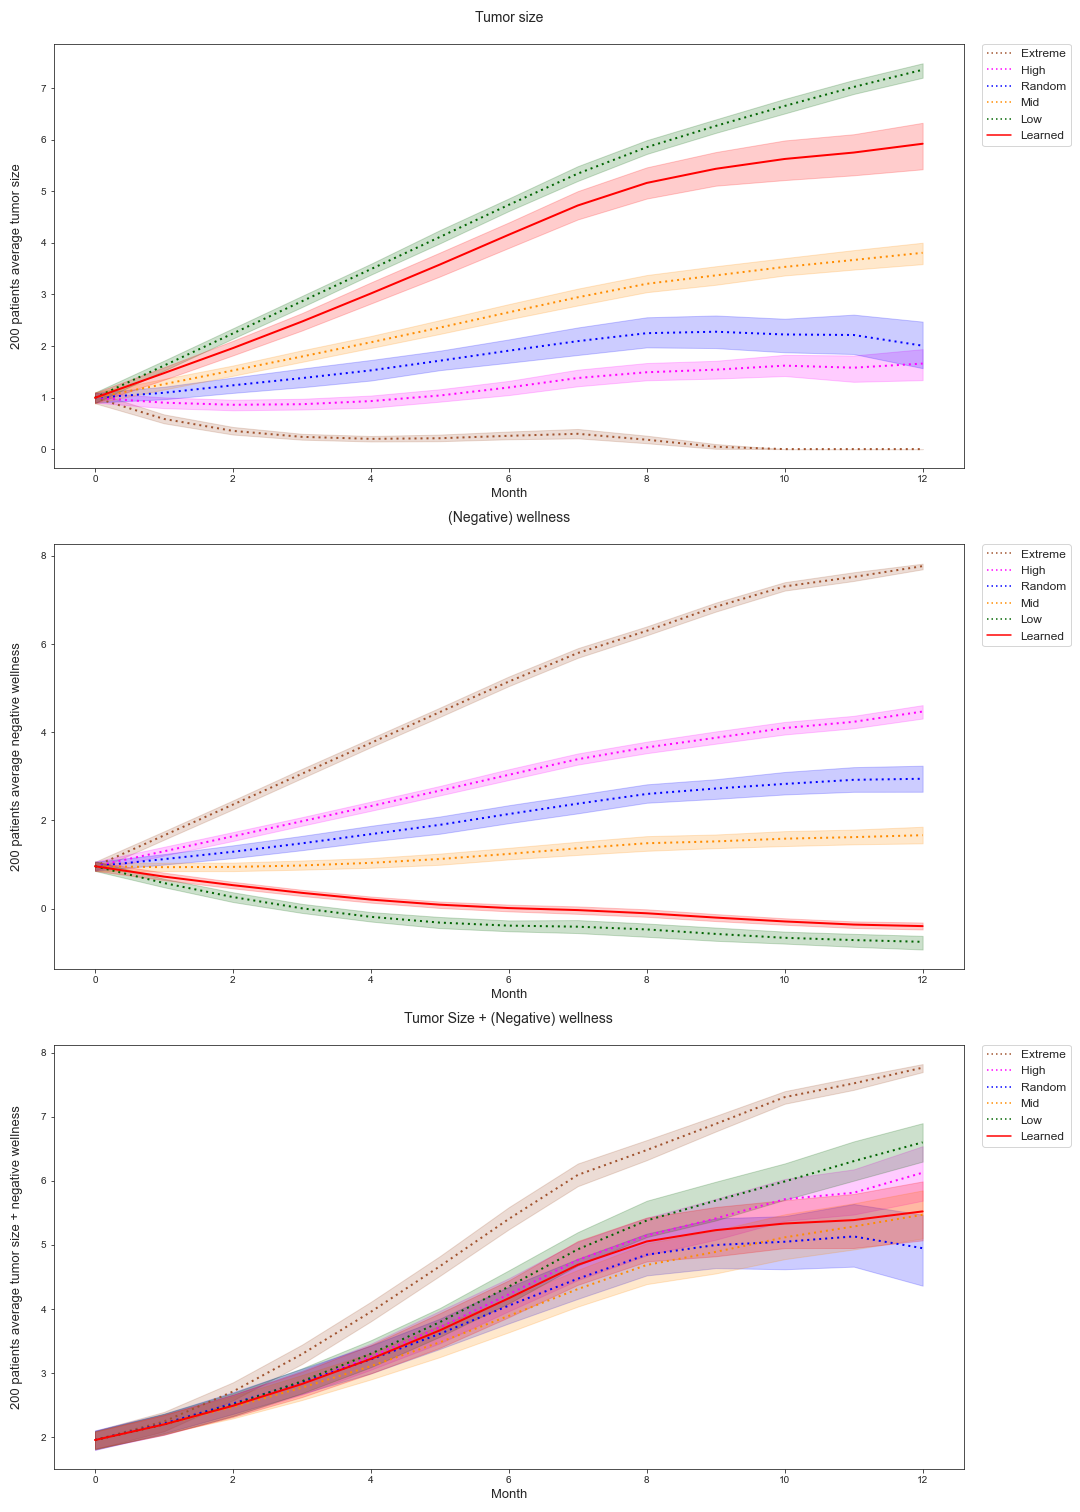 Tumor size
200 patients average tumor size
7
6
5
4
3
2
1
0
0 2 4 6 8 10 12
Month
Extreme
High
Random
Mid
Low
Learned
(Negative) wellness
200 patients average negative wellness
8
6
4
2
0
0 2 4 6 8 10 12
Month
Extreme
High
Random
Mid
Low
Learned
Tumor Size + (Negative) wellness
200 patients average tumor size + negative wellness
8
7
6
5
4
3
2
0 2 4 6 8 10 12
Month
Extreme
High
Random
Mid
Low
Learned